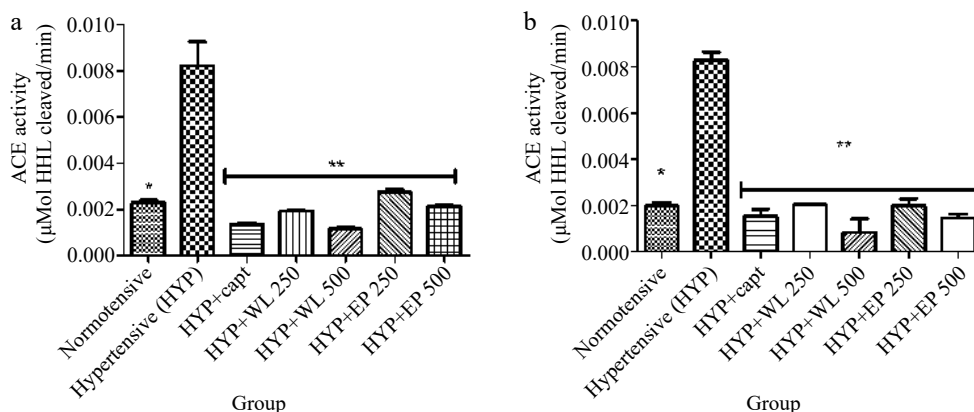 a
ACE activity
(µMol HHL cleaved/min)
0.010
0.008
0.006
0.004
0.002
0.000
*
**
Normotensive
Hypertensive (HYP)
HYP+capt
HYP+WL 250
HYP+WL 500
HYP+EP 250
HYP+EP 500
Group
b
ACE activity
(µMol HHL cleaved/min)
0.010
0.008
0.006
0.004
0.002
0.000
*
**
Normotensive
Hypertensive (HYP)
HYP+capt
HYP+WL 250
HYP+WL 500
HYP+EP 250
HYP+EP 500
Group